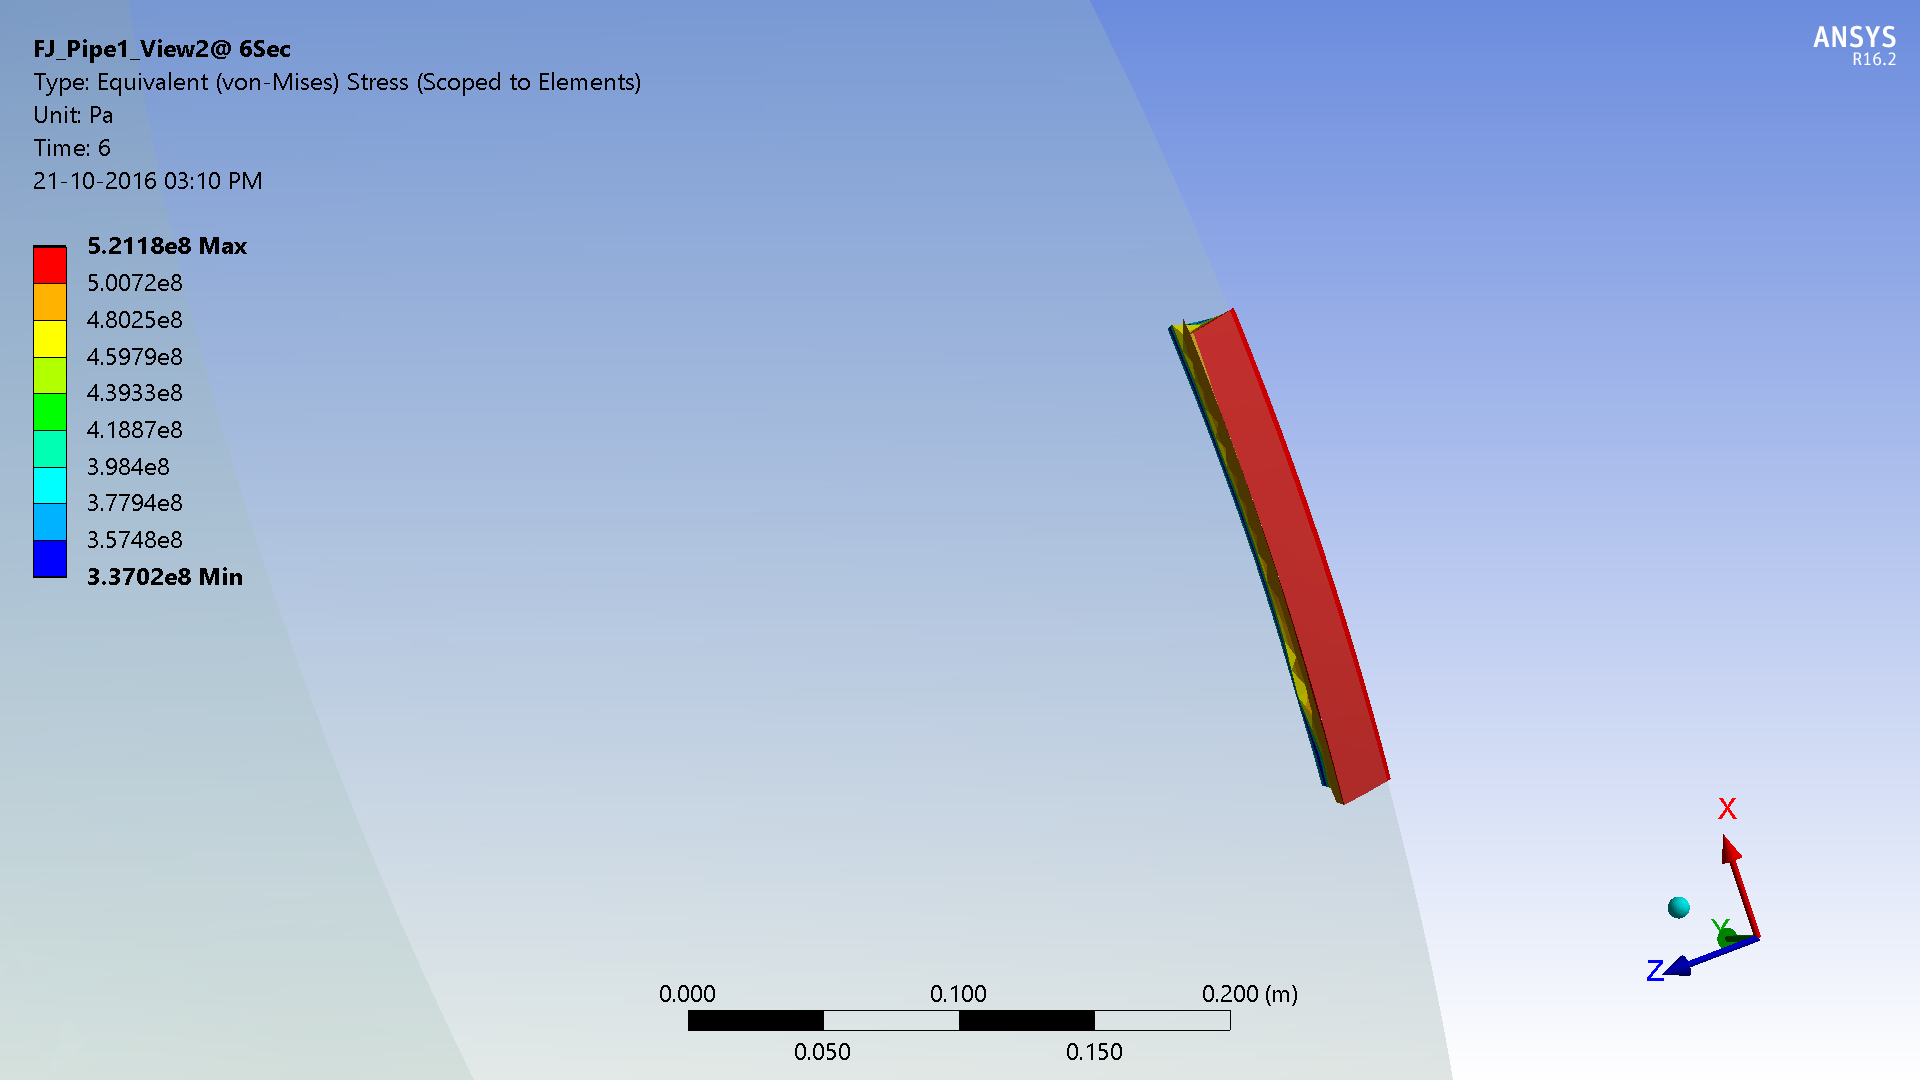 FJ_Pipe1_View2@ 6Sec
Type: Equivalent (von-Mises) Stress (Scoped to Elements)
Unit: Pa
Time: 6
21-10-2016 03:10 PM
ANSYS
R16.2
5.2118e8 Max
5.0072e8
4.8025e8
4.5979e8
4.3933e8
4.1887e8
3.984e8
3.7794e8
3.5748e8
3.3702e8 Min
X
Y
Z
0.000 0.100 0.200 (m)
0.050 0.150